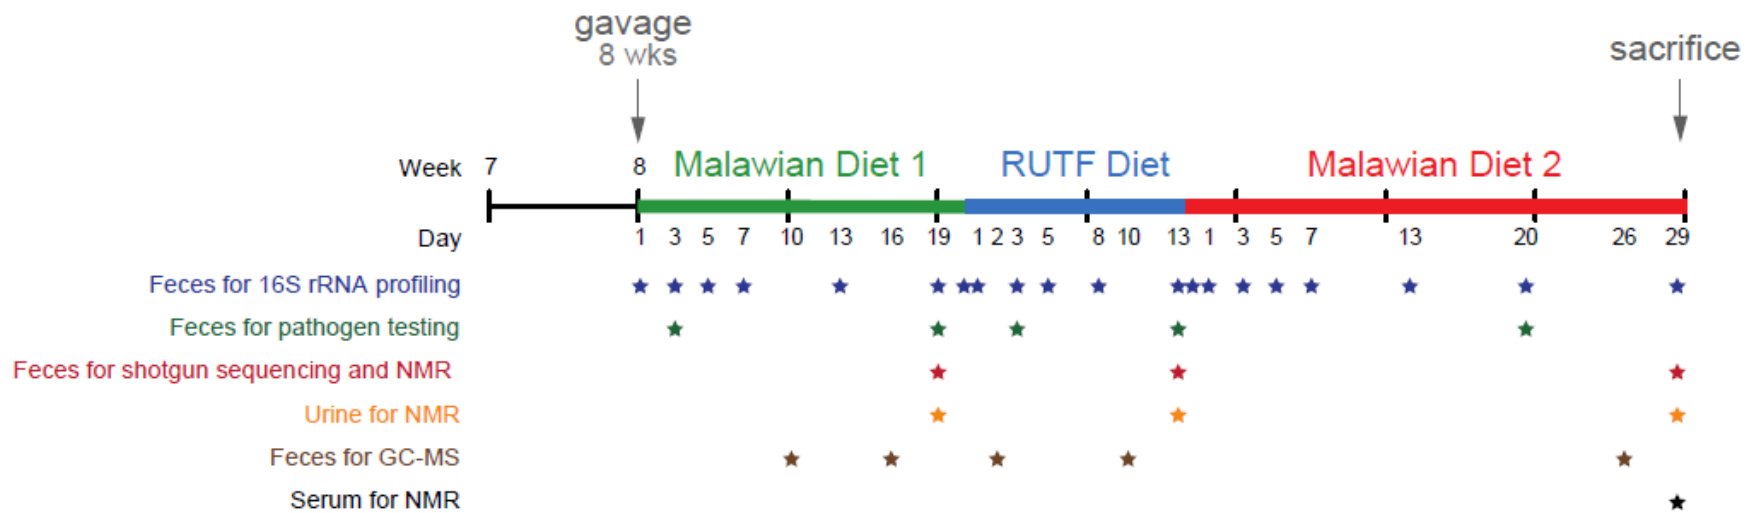 gavage
8 wks
sacrifice
Week 7 8 Malawian Diet 1 RUTF Diet Malawian Diet 2
Day 1 3 5 7 10 13 16 19 1 2 3 5 8 10 13 1 3 5 7 13 20 26 29
Feces for 16S rRNA profiling
Feces for pathogen testing
Feces for shotgun sequencing and NMR
Urine for NMR
Feces for GC-MS
Serum for NMR